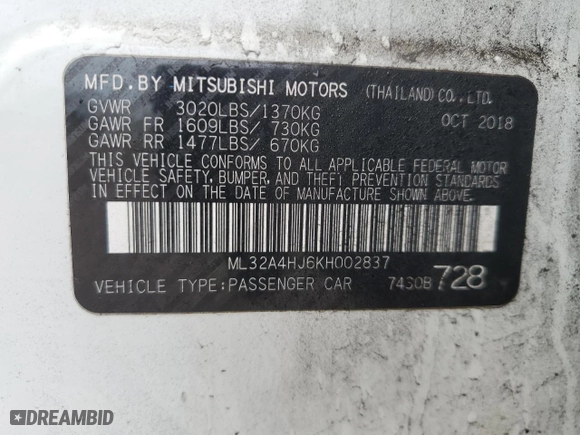 MFD. BY MITSUBISHI MOTORS (THAILAND) CO., LTD.
GVWR 3020LBS/1370KG OCT 2018
GAWR FR 1609LBS/ 730KG
GAWR RR 1477LBS/ 670KG
THIS VEHICLE CONFORMS TO ALL APPLICABLE FEDERAL MOTOR
VEHICLE SAFETY, BUMPER, AND THEFT PREVENTION STANDARDS
IN EFFECT ON THE DATE OF MANUFACTURE SHOWN ABOVE.
ML32A4HJ6KH002837
VEHICLE TYPE:PASSENGER CAR 74S0B 728
DREAMBID